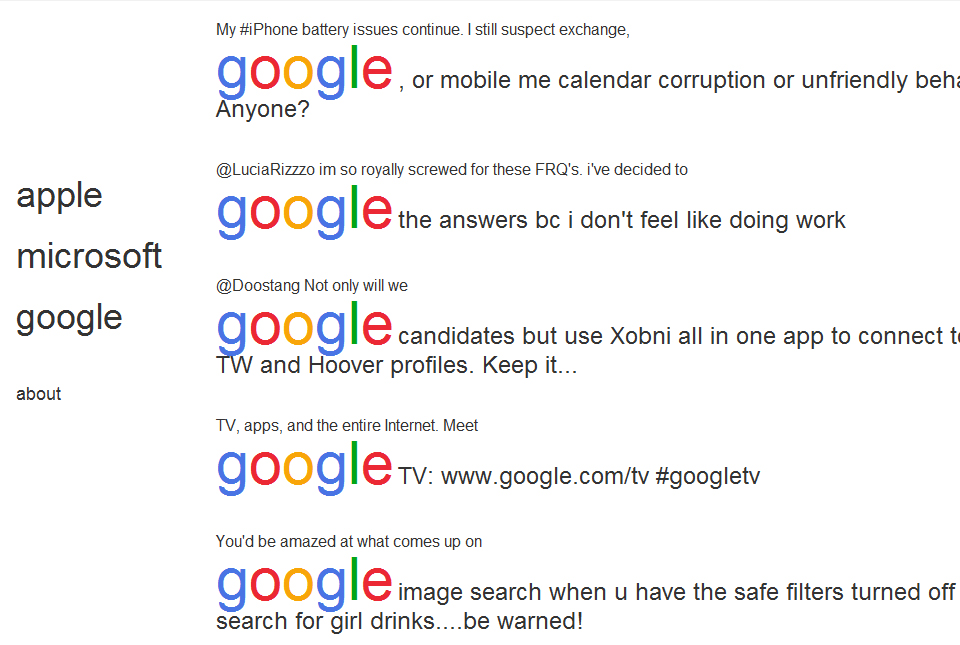 apple
microsoft
google
about
My #iPhone battery issues continue. I still suspect exchange,
google , or mobile me calendar corruption or unfriendly
Anyone?
@LuciaRizzzo im so royally screwed for these FRQ's. i've decided to
google the answers bc i don't feel like doing work
@Doostang Not only will we
google candidates but use Xobni all in one app to connect
TW and Hoover profiles. Keep it...
TV, apps, and the entire Internet. Meet
google TV: www.google.com/tv #googletv
You'd be amazed at what comes up on
google image search when u have the safe filters turned off
search for girl drinks....be warned!